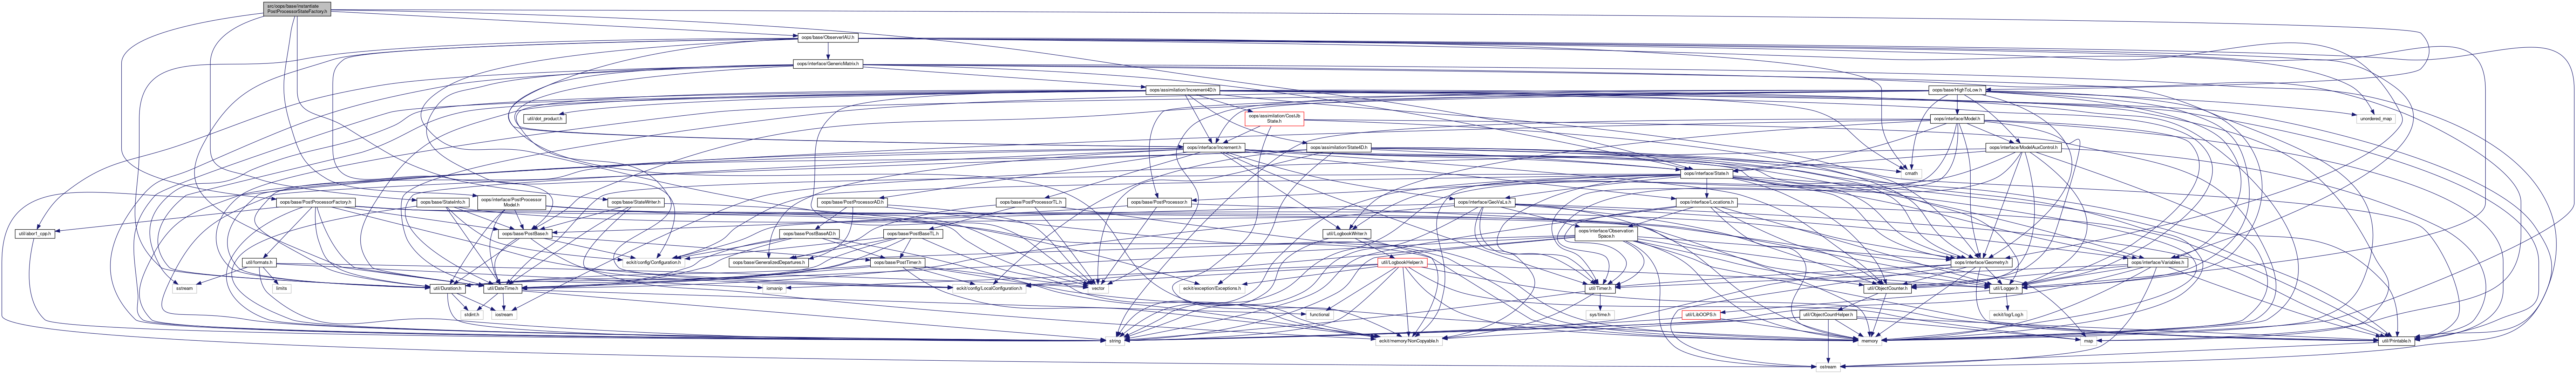 src/oops/base/instantiate
PostProcessorStateFactory.h
oops/base/ObserverIAU.h
oops/interface/GenericMatrix.h
oops/assimilation/Increment4D.h
oops/base/HighToLow.h
util/dot_product.h
oops/assimilation/CostJb
State.h
oops/interface/Model.h
unordered_map
oops/interface/Increment.h
oops/assimilation/State4D.h
oops/interface/ModelAuxControl.h
oops/interface/State.h
cmath
oops/base/PostProcessorFactory.h
oops/base/StateInfo.h
oops/interface/PostProcessor
Model.h
oops/base/StateWriter.h
oops/base/PostProcessorAD.h
oops/base/PostProcessorTL.h
oops/base/PostProcessor.h
oops/interface/GeoVaLs.h
oops/interface/Locations.h
util/abor1_cpp.h
oops/base/PostBase.h
oops/base/PostBaseAD.h
oops/base/PostBaseTL.h
util/LogbookWriter.h
oops/interface/Observation
Space.h
util/formats.h
eckit/config/Configuration.h
oops/base/GeneralizedDepartures.h
oops/base/PostTimer.h
util/LogbookHelper.h
oops/interface/Geometry.h
oops/interface/Variables.h
sstream
limits
util/Duration.h
util/DateTime.h
iomanip
eckit/config/LocalConfiguration.h
vector
eckit/exception/Exceptions.h
util/Timer.h
util/ObjectCounter.h
util/Logger.h
stdint.h
iostream
functional
sys/time.h
util/LibOOPS.h
util/ObjectCountHelper.h
eckit/log/Log.h
string
eckit/memory/NonCopyable.h
memory
map
util/Printable.h
ostream